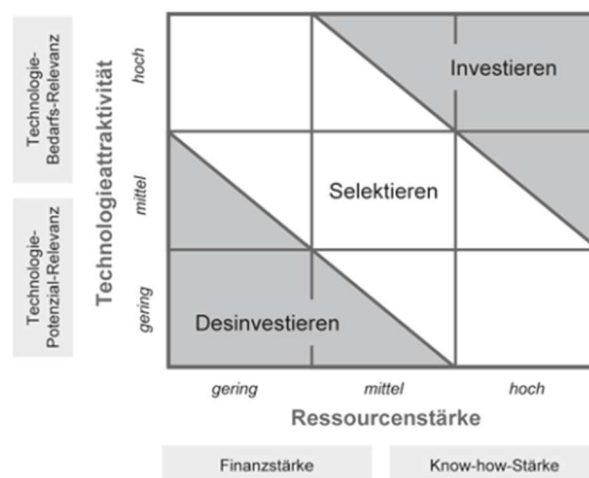 Technologie-
Bedarfs-Relevanz
Technologie-
Potenzial-Relevanz
Technologieattraktivität
hoch
mittel
gering
Investieren
Selektieren
Desinvestieren
gering
mittel
hoch
Ressourcenstärke
Finanzstärke
Know-how-Stärke